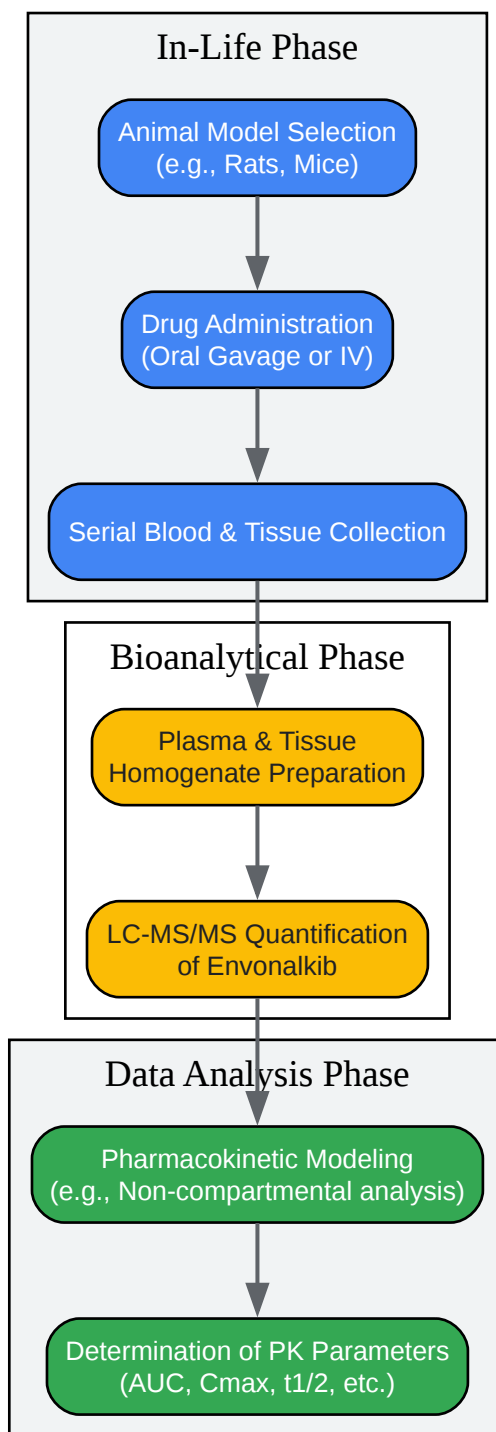 In-Life Phase
Animal Model Selection
(e.g., Rats, Mice)
Drug Administration
(Oral Gavage or IV)
Serial Blood & Tissue Collection
Bioanalytical Phase
Plasma & Tissue
Homogenate Preparation
LC-MS/MS Quantification
of Envonalkib
Data Analysis Phase
Pharmacokinetic Modeling
(e.g., Non-compartmental analysis)
Determination of PK Parameters
(AUC, Cmax, t1/2, etc.)